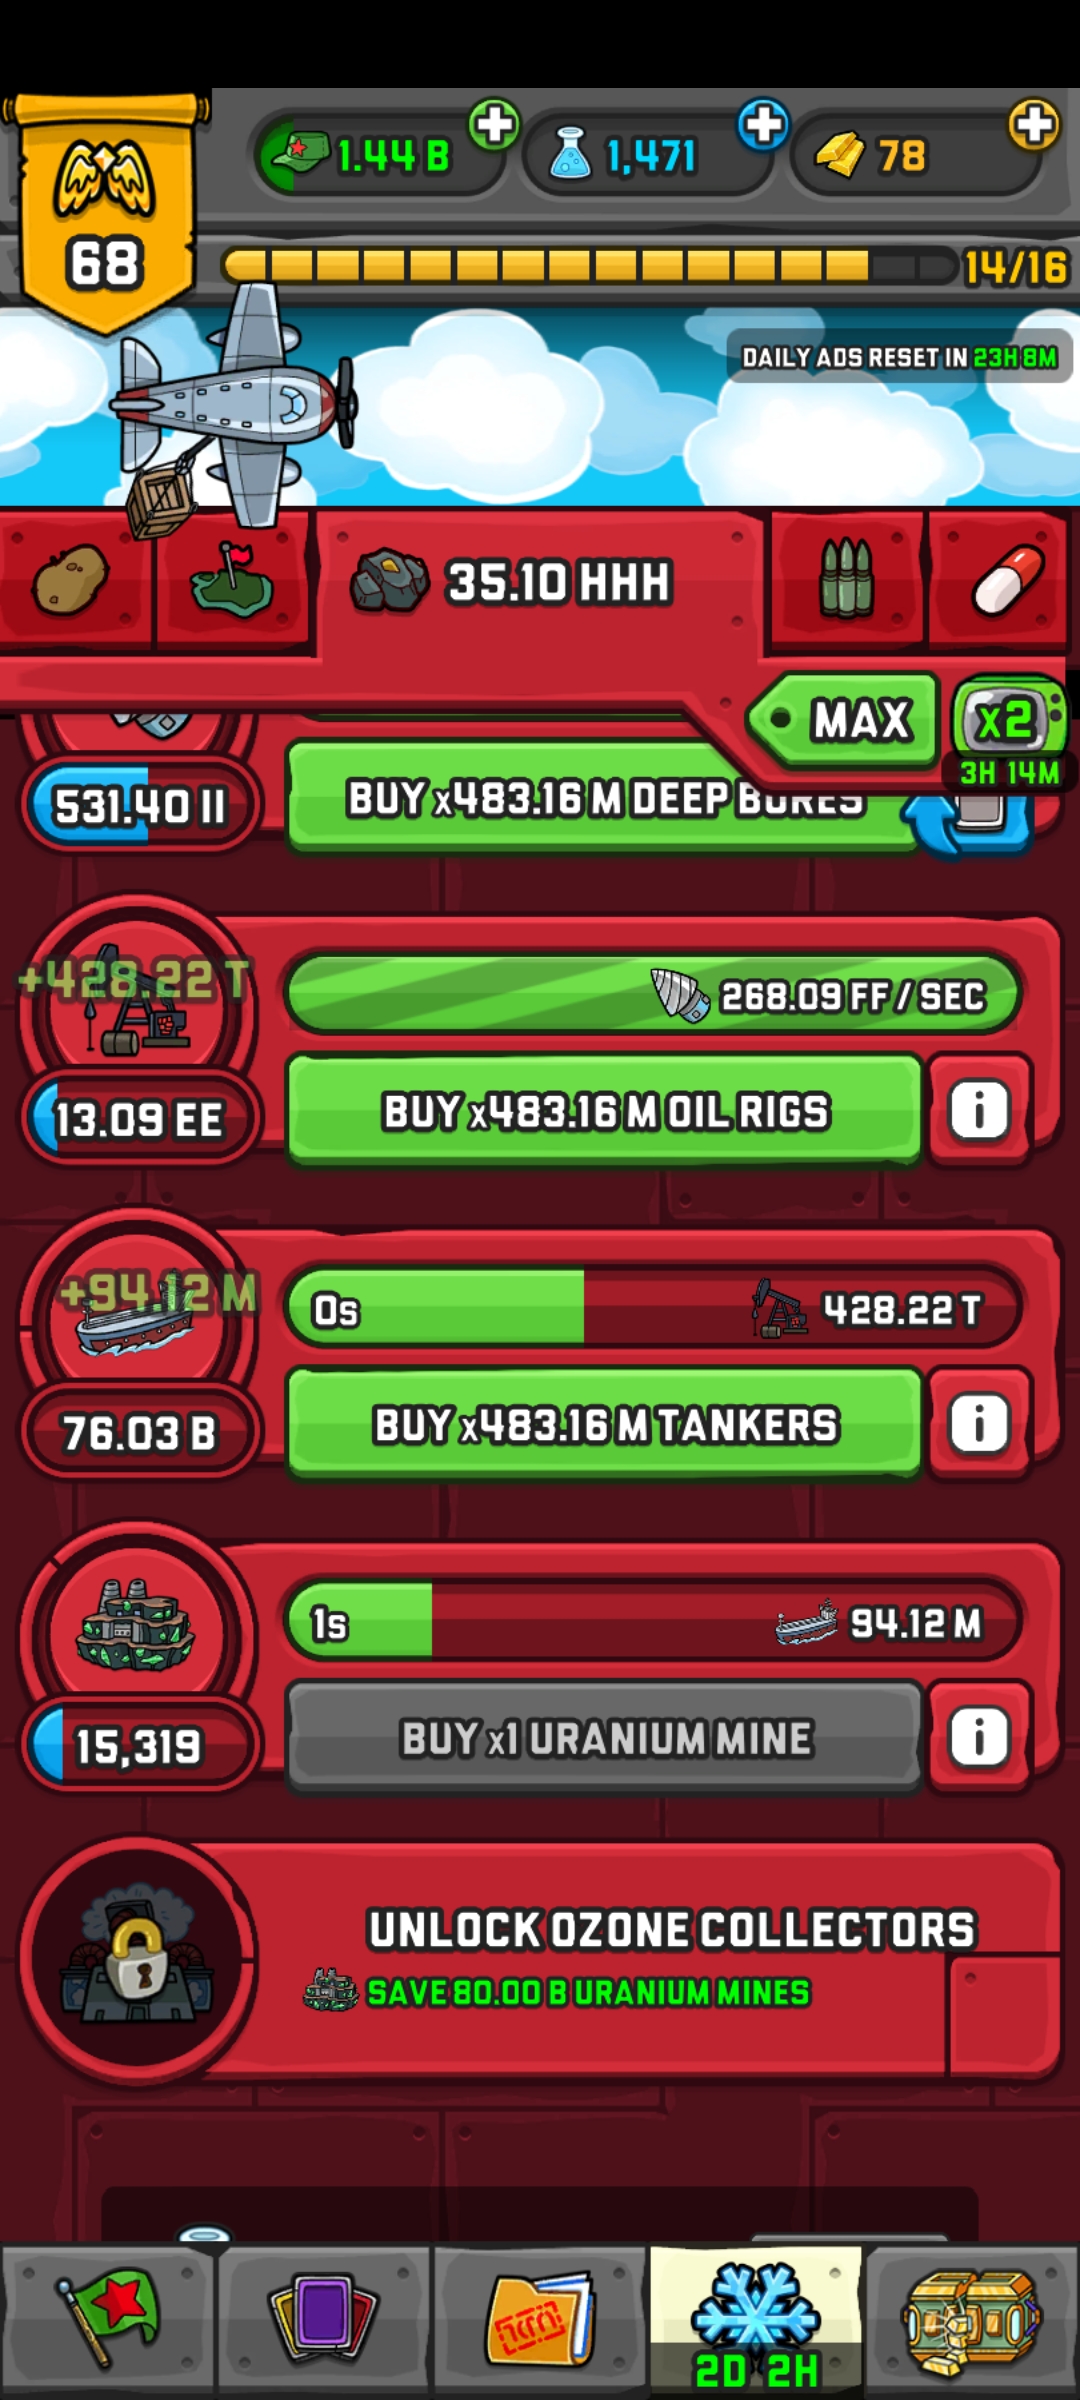 1.44 B
1,471
78
68
14/16
DAILY ADS RESET IN 23H 8M
35.10 HHH
MAX
x2
3H 14M
531.40 II
BUY x483.16 M DEEP BORES
+428.22 T
268.09 FF / SEC
13.09 EE
BUY x483.16 M OIL RIGS
+94.12 M
0s
428.22 T
76.03 B
BUY x483.16 M TANKERS
1s
94.12 M
15,319
BUY x1 URANIUM MINE
UNLOCK OZONE COLLECTORS
SAVE 80.00 B URANIUM MINES
2D 2H